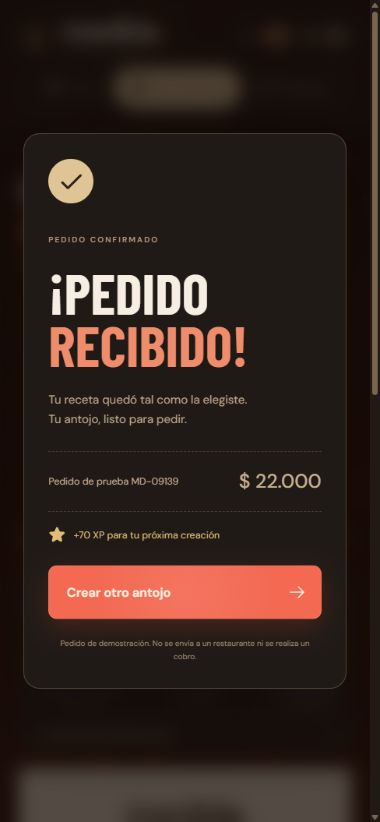 PEDIDO CONFIRMADO
¡PEDIDO
RECIBIDO!
Tu receta quedó tal como la elegiste.
Tu antojo, listo para pedir.
Pedido de prueba MD-09139
$ 22.000
+70 XP para tu próxima creación
Crear otro antojo
Pedido de demostración. No se envía a un restaurante ni se realiza un
cobro.